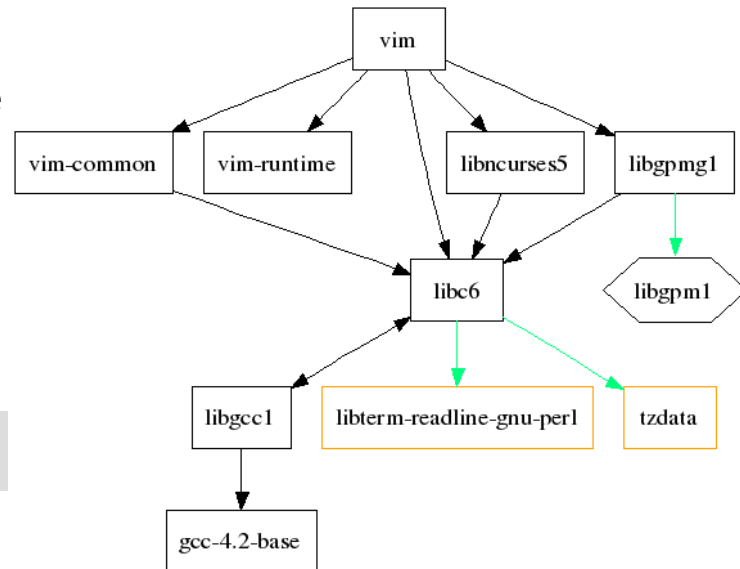 vim
vim-common
vim-runtime
libncurses5
libgpmg1
libc6
libgpm1
libgcc1
libterm-readline-gnu-perl
tzdata
gcc-4.2-base